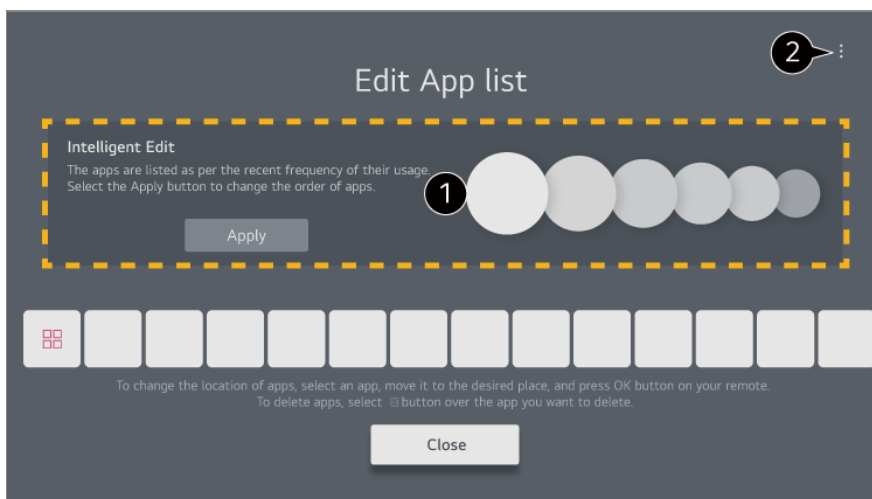 2
Edit App list
Intelligent Edit
The apps are listed as per the recent frequency of their usage.
Select the Apply button to change the order of apps.
1
Apply
To change the location of apps, select an app, move it to the desired place, and press OK button on your remote.
To delete apps, select button over the app you want to delete.
Close